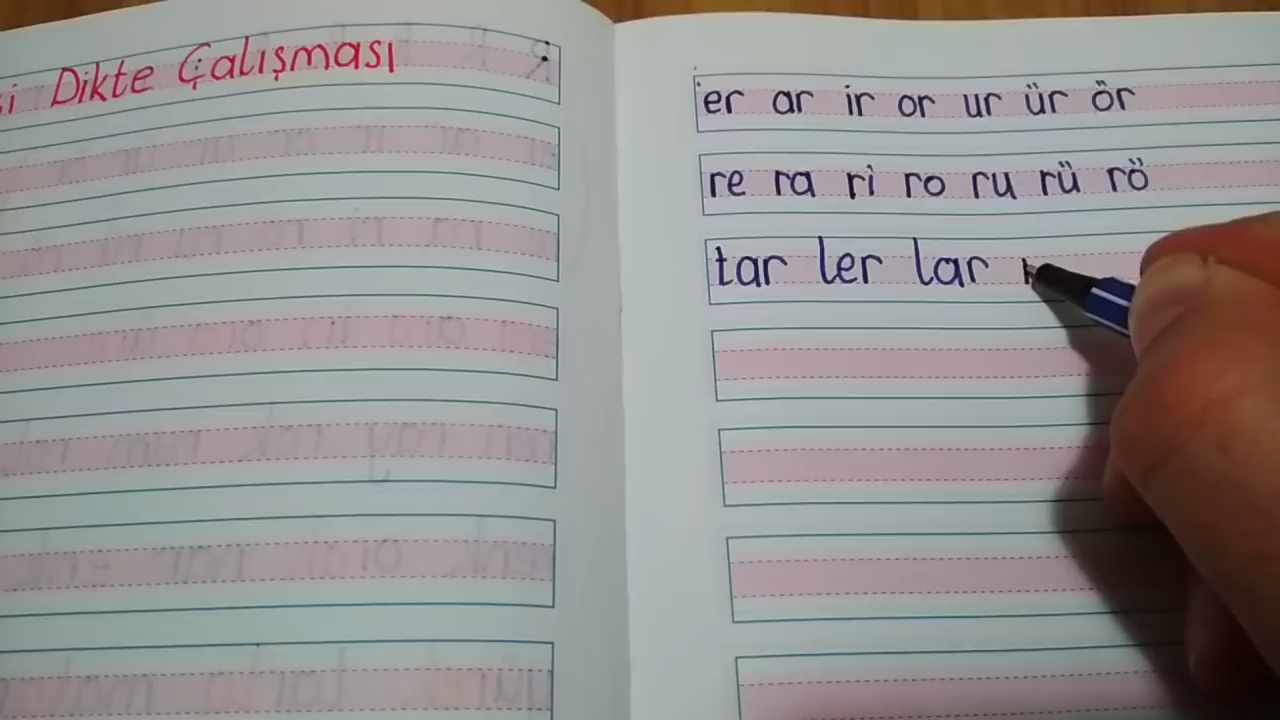 Dikte Çalışması
er ar ir or ur ür ör
re ra ri ro ru rü rö
tar ler lar